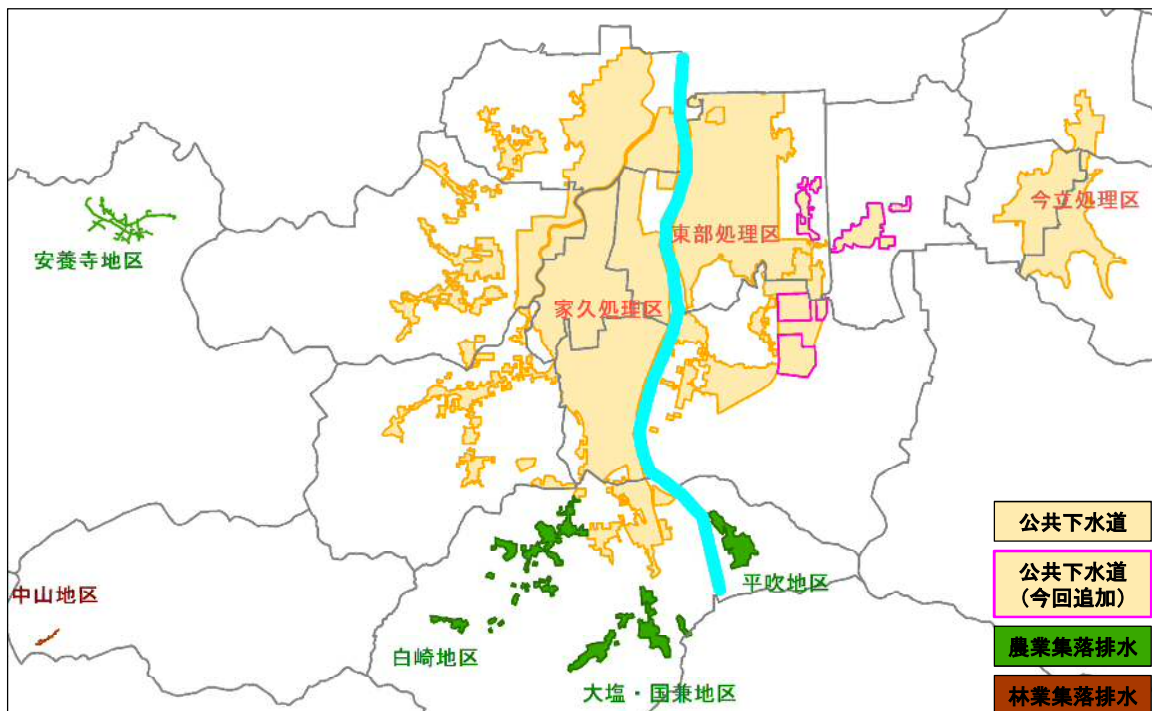 今立処理区
東部処理区
安養寺地区
家久処理区
公共下水道
公共下水道
(今回追加)
平吹地区
中山地区
農業集落排水
白崎地区
大塩・国兼地区
林業集落排水